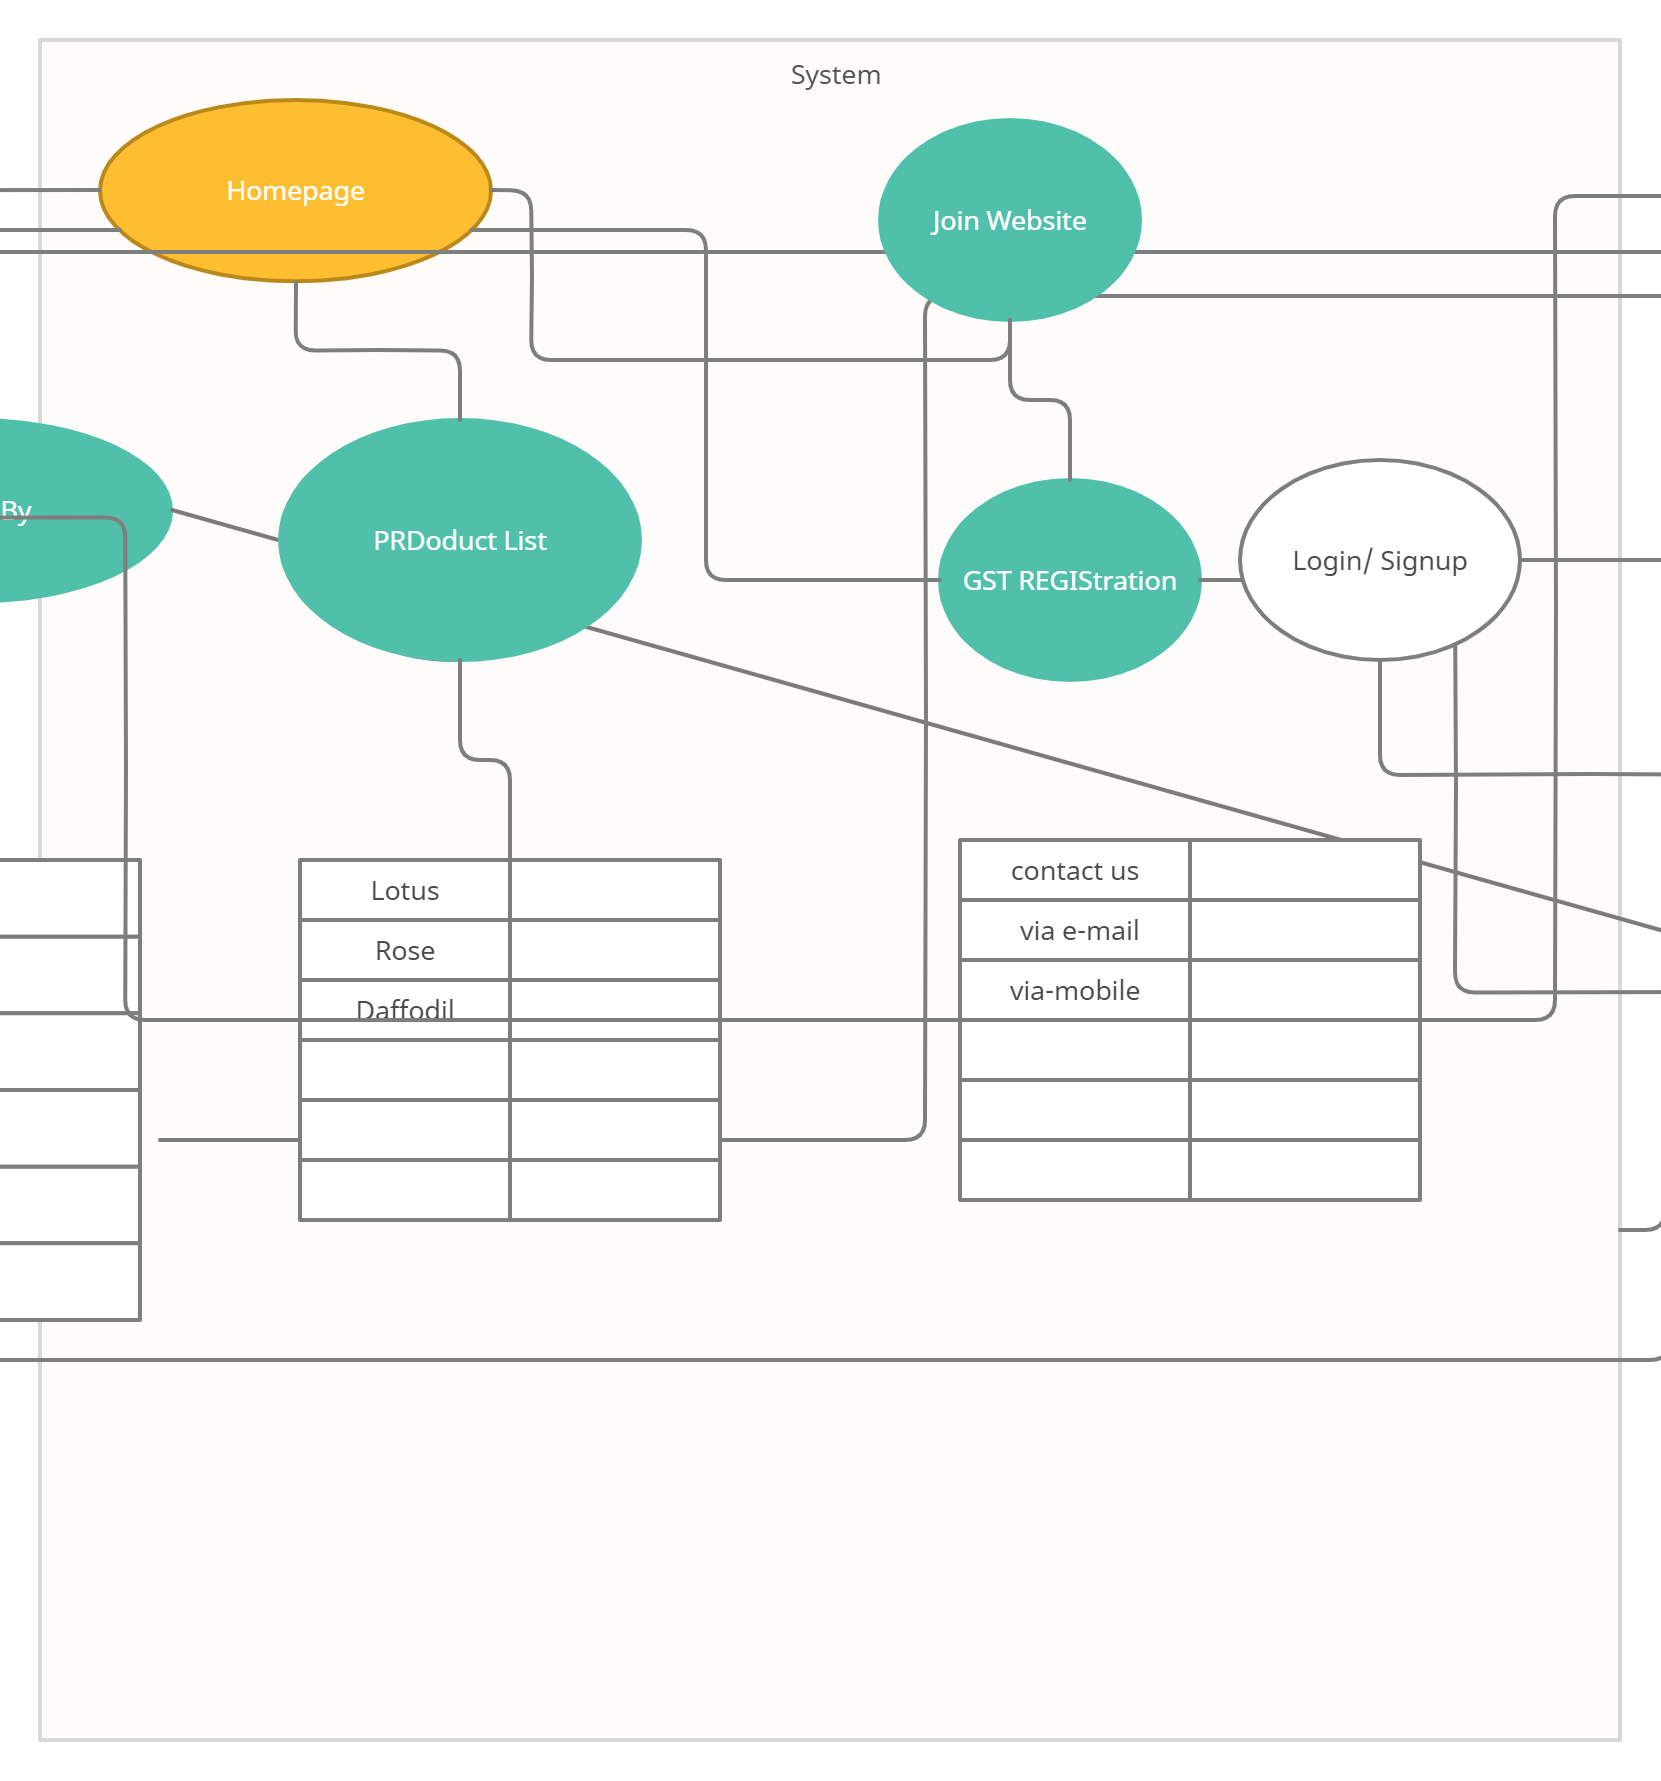 System
Homepage
Join Website
By
PRDoduct List
GST REGIStration
Login/ Signup
Lotus
Rose
Daffodil
contact us
via e-mail
via-mobile